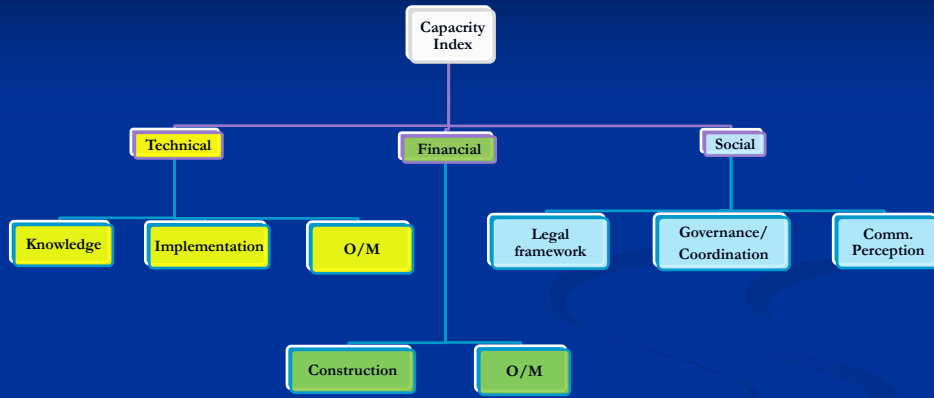 Capacrity
Index
Technical
Financial
Social
Knowledge
Implementation
O/M
Legal
framework
Governance/
Coordination
Comm.
Perception
Construction
O/M